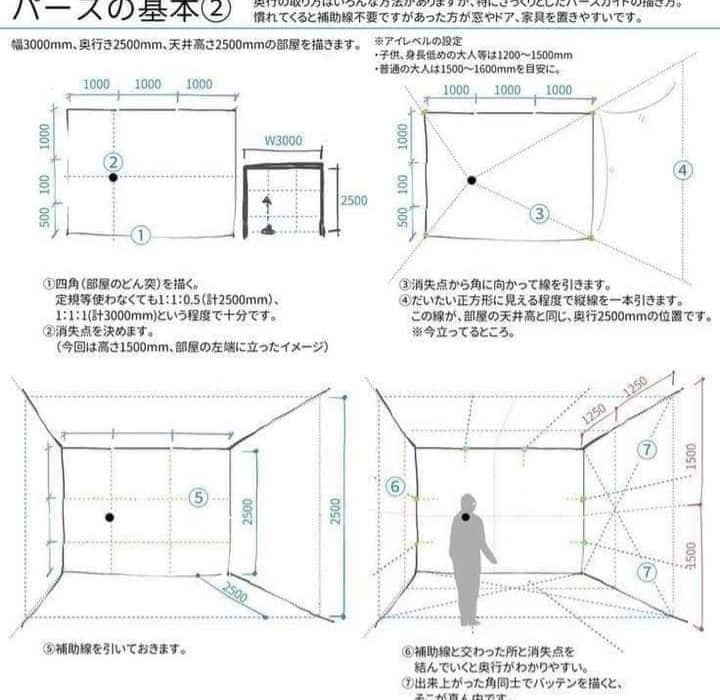 パースの基本②
奥行の取り方はいろんな方法がありますが、特にざっくりとしたパースガイドの描き方。
慣れてくると補助線不要ですがあった方が窓やドア、家具を置きやすいです。
幅3000mm、奥行き2500mm、天井高さ2500mmの部屋を描きます。
※アイレベルの設定
・子供、身長低めの大人等は1200〜1500mm
・普通の大人は1500〜1600mmを目安に。
1000 1000 1000
1000
100
500
②
①
W3000
2500
1000 1000 1000
1000
100
500
③
④
①四角(部屋のどん突)を描く。
定規等使わなくても1:1:0.5(計2500mm)、
1:1:1(計3000mm)という程度で十分です。
②消失点を決めます。
(今回は高さ1500mm、部屋の左端に立ったイメージ)
③消失点から角に向かって線を引きます。
④だいたい正方形に見える程度で縦線を一本引きます。
この線が、部屋の天井高と同じ、奥行2500mmの位置です。
※今立ってるところ。
⑤
2500
2500
2500
⑥
1250
1250
⑦
1500
1500
⑦
⑤補助線を引いておきます。
⑥補助線と交わった所と消失点を
結んでいくと奥行がわかりやすい。
⑦出来上がった角同士でバッテンを描くと、
そこが真ん中です。